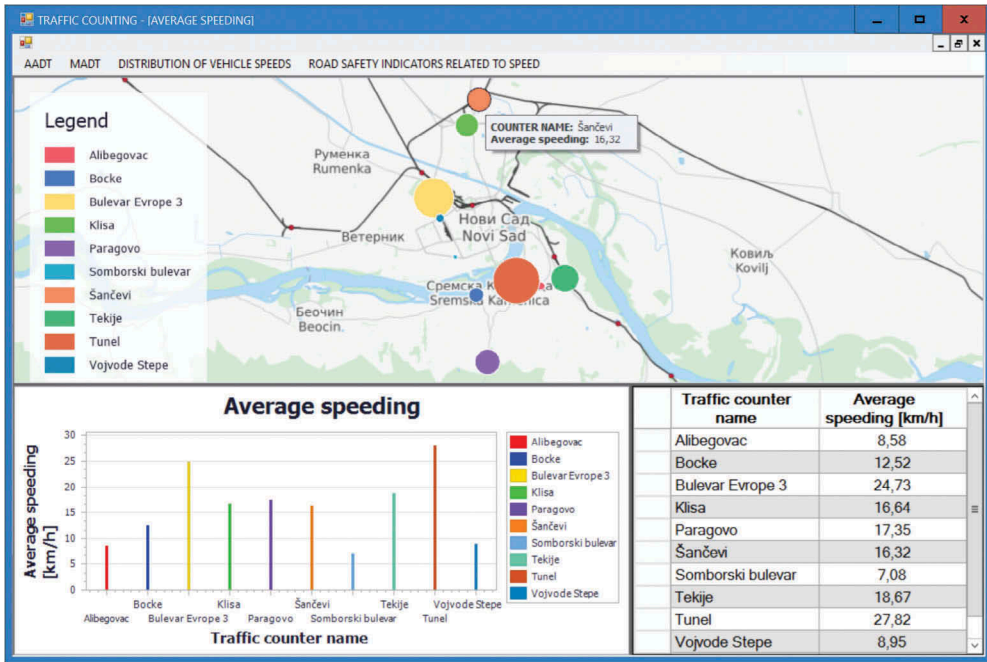 TRAFFIC COUNTING - [AVERAGE SPEEDING]
AADT MADT DISTRIBUTION OF VEHICLE SPEEDS ROAD SAFETY INDICATORS RELATED TO SPEED
Legend
Alibegovac
Bocke
Bulevar Evrope 3
Klisa
Paragovo
Somborski bulevar
Šančevi
Tekije
Tunel
Vojvode Stepe
COUNTER NAME: Šančevi
Average speeding: 16,32
Руменка
Rumenka
Ветерник
Нови Сад
Novi Sad
Ковиљ
Kovilj
Сремска
Sremska
Беочин
Beocin.
Average speeding
Average speeding
[km/h]
30
25
20
15
10
5
0
Bocke Klisa Šančevi Tekije Vojvode Stepe
Alibegovac Bulevar Evrope 3 Paragovo Somborski bulevar Tunel
Traffic counter name
Alibegovac
Bocke
Bulevar Evrope 3
Klisa
Paragovo
Šančevi
Somborski bulevar
Tekije
Tunel
Vojvode Stepe
Traffic counter name Average speeding [km/h]
Alibegovac 8,58
Bocke 12,52
Bulevar Evrope 3 24,73
Klisa 16,64
Paragovo 17,35
Šančevi 16,32
Somborski bulevar 7,08
Tekije 18,67
Tunel 27,82
Vojvode Stepe 8,95